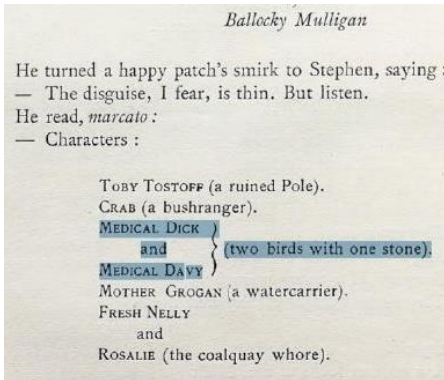 Ballocky Mulligan
He turned a happy patch's smirk to Stephen, saying :
— The disguise, I fear, is thin. But listen.
He read, marcato :
— Characters :
TOBY TOSTOFF (a ruined Pole).
CRAB (a bushranger).
MEDICAL DICK )
and } (two birds with one stone).
MEDICAL DAVY )
MOTHER GROGAN (a watercarrier).
FRESH NELLY
and
ROSALIE (the coalquay whore).